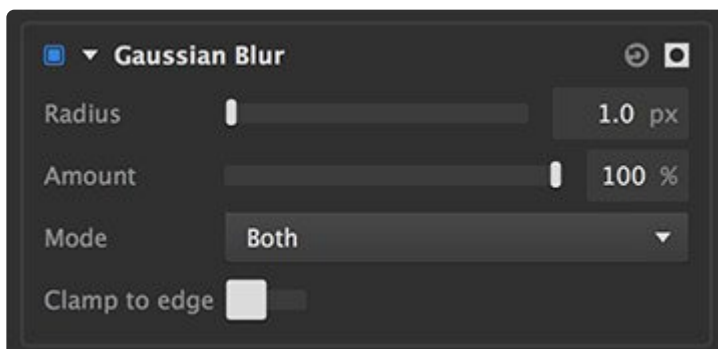 Gaussian Blur
Radius 1.0 px
Amount 100 %
Mode Both
Clamp to edge